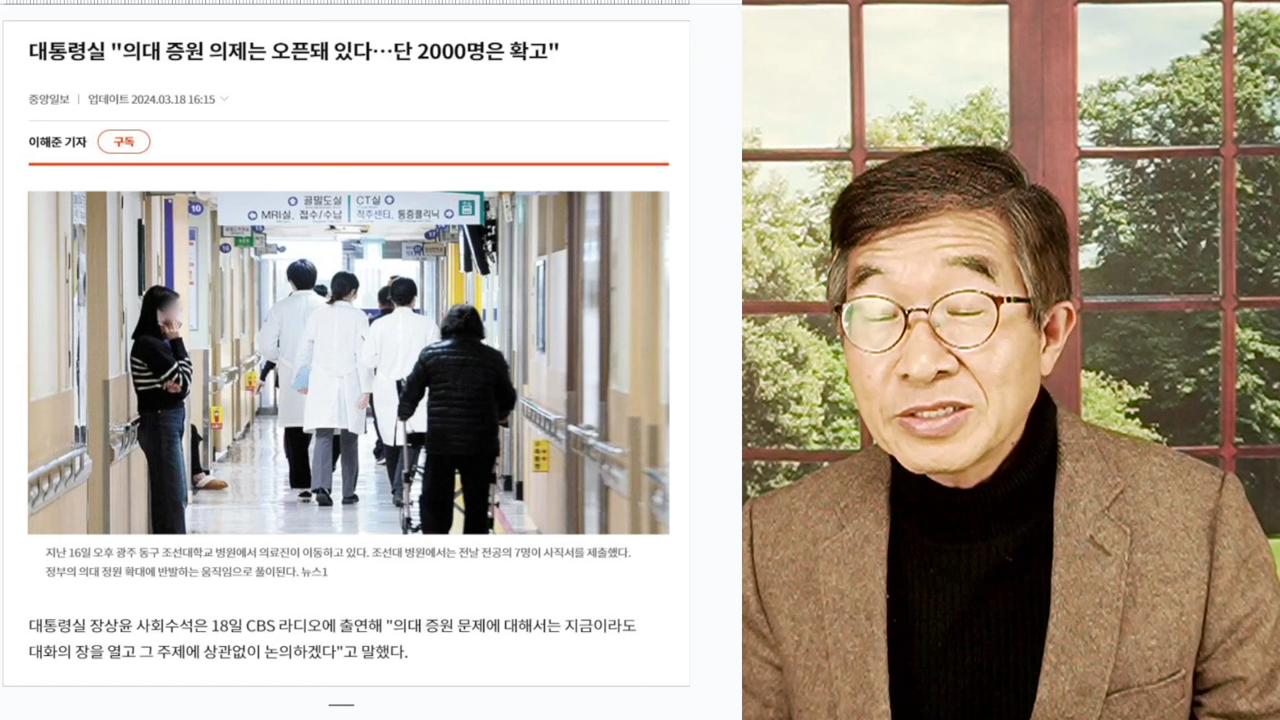 대통령실 "의대 증원 의제는 오픈돼 있다…단 2000명은 확고"
중앙일보 | 업데이트 2024.03.18 16:15
이해준 기자 구독
골밀도실 CT실
MRI실, 접수/수납 척추센터, 통증클리닉
10
지난 16일 오후 광주 동구 조선대학교 병원에서 의료진이 이동하고 있다. 조선대 병원에서는 전날 전공의 7명이 사직서를 제출했다.
정부의 의대 정원 확대에 반발하는 움직임으로 풀이된다. 뉴스1
대통령실 장상윤 사회수석은 18일 CBS 라디오에 출연해 "의대 증원 문제에 대해서는 지금이라도
대화의 장을 열고 그 주제에 상관없이 논의하겠다"고 말했다.